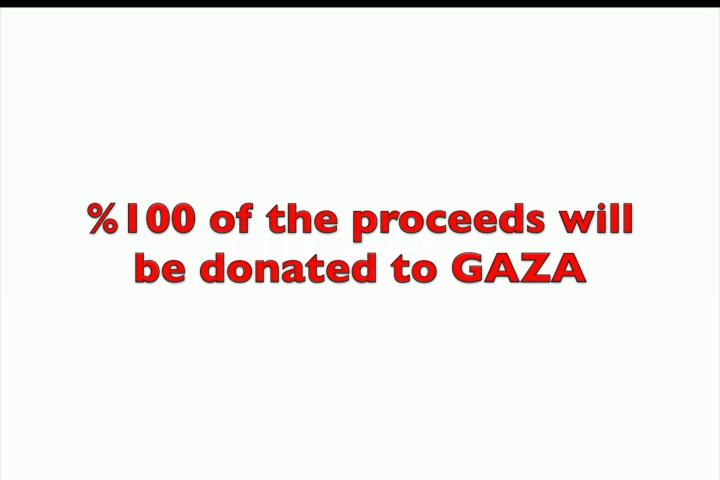 %100 of the proceeds will
be donated to GAZA